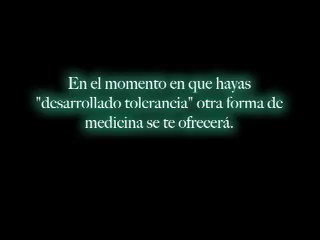 En el momento en que hayas
"desarrollado tolerancia" otra forma de
medicina se te ofrecerá.